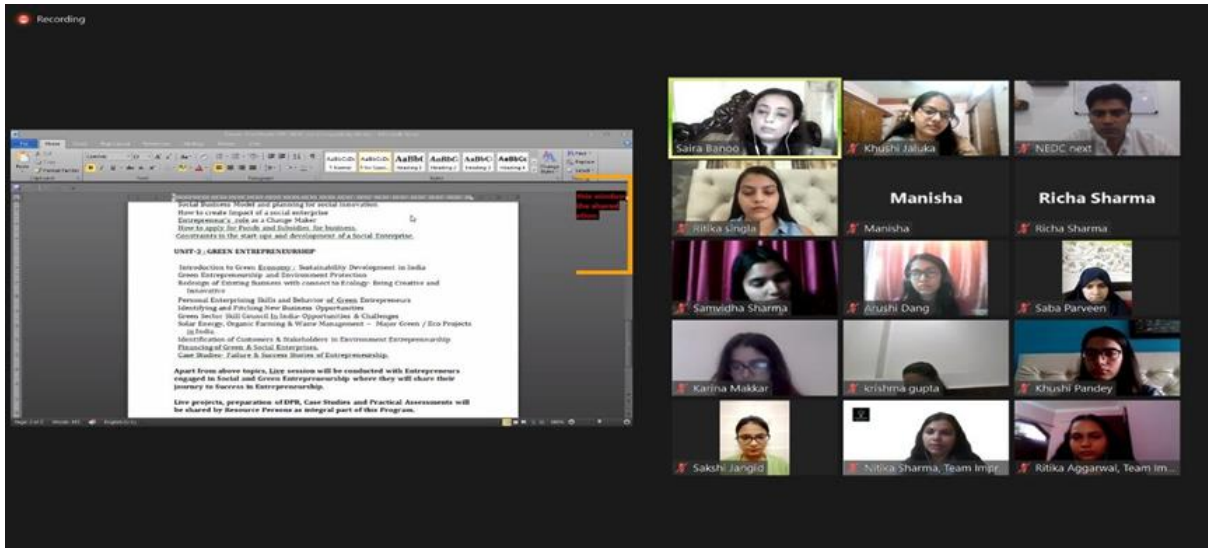 Recording
File
Home
Social Business Model and planning for social innovation
How to create Impact of a social enterprise
Entrepreneur's role as a Change Maker
How to apply for Funds and Subsidies for business.
Constraints in the start ups and development of a Social Enterprise.
UNIT-3 : GREEN ENTREPRENEURSHIP
Introduction to Green Economy : Sustainability Development in India
Green Entrepreneurship and Environment Protection
Redesign of Existing Business with connect to Ecology- Being Creative and
Innovative
Personal Enterprising Skills and Behavior of Green Entrepreneurs
Identifying and Pitching New Business Opportunities
Green Sector Skill Council In India- Opportunities & Challenges
Solar Energy, Organic Farming & Waste Management – Major Green / Eco Projects
in India
Identification of Customers & Stakeholders in Environment Entrepreneurship
Financing of Green & Social Enterprises.
Case Studies- Failure & Success Stories of Entrepreneurship.
Apart from above topics, Live session will be conducted with Entrepreneurs
engaged in Social and Green Entrepreneurship where they will share their
journey to Success in Entrepreneurship.
Live projects, preparation of DPR, Case Studies and Practical Assessments will
be shared by Resource Persons as integral part of this Program.
Saira Banoo
Khushi Jaluka
NEDC next
Ritika singla
Manisha
Manisha
Richa Sharma
Richa Sharma
Samvidha Sharma
Arushi Dang
Saba Parveen
Karina Makkar
krishma gupta
Khushi Pandey
Sakshi Jangid
Nitika Sharma, Team Impr
Ritika Aggarwal, Team Im...